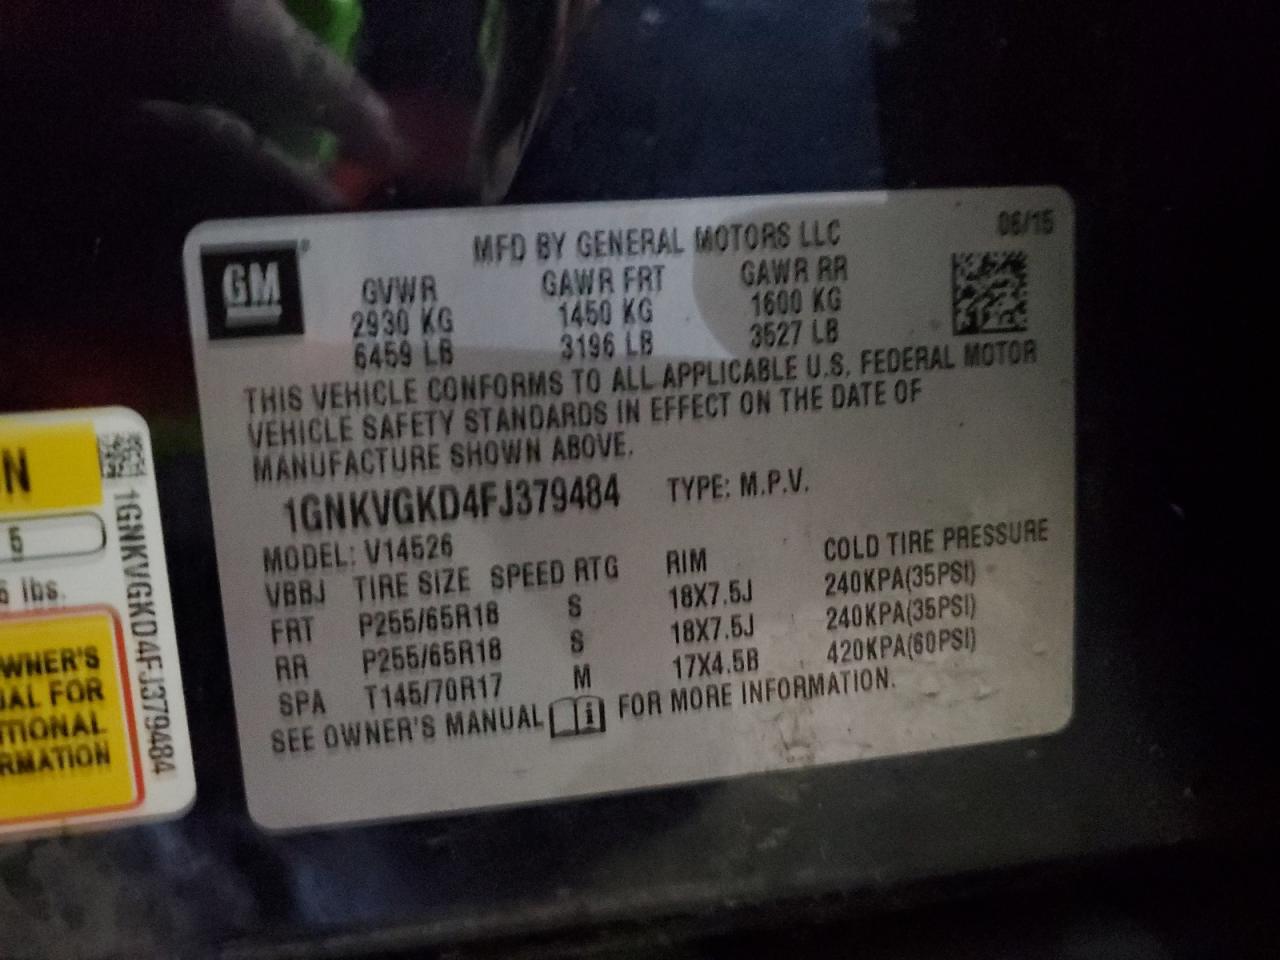 GM
MFD BY GENERAL MOTORS LLC
06/15
GVWR GAWR FRT GAWR RR
2930 KG 1450 KG 1600 KG
6459 LB 3196 LB 3527 LB
THIS VEHICLE CONFORMS TO ALL APPLICABLE U.S. FEDERAL MOTOR
VEHICLE SAFETY STANDARDS IN EFFECT ON THE DATE OF
MANUFACTURE SHOWN ABOVE.
1GNKVGKD4FJ379484 TYPE: M.P.V.
MODEL: V14526
VBBJ TIRE SIZE SPEED RTG RIM COLD TIRE PRESSURE
FRT P255/65R18 S 18X7.5J 240KPA(35PSI)
RR P255/65R18 S 18X7.5J 240KPA(35PSI)
SPA T145/70R17 M 17X4.5B 420KPA(60PSI)
SEE OWNER'S MANUAL i FOR MORE INFORMATION.
N
5
lbs.
WNER'S
AL FOR
TIONAL
RMATION
1GNKVGKD4FJ379484